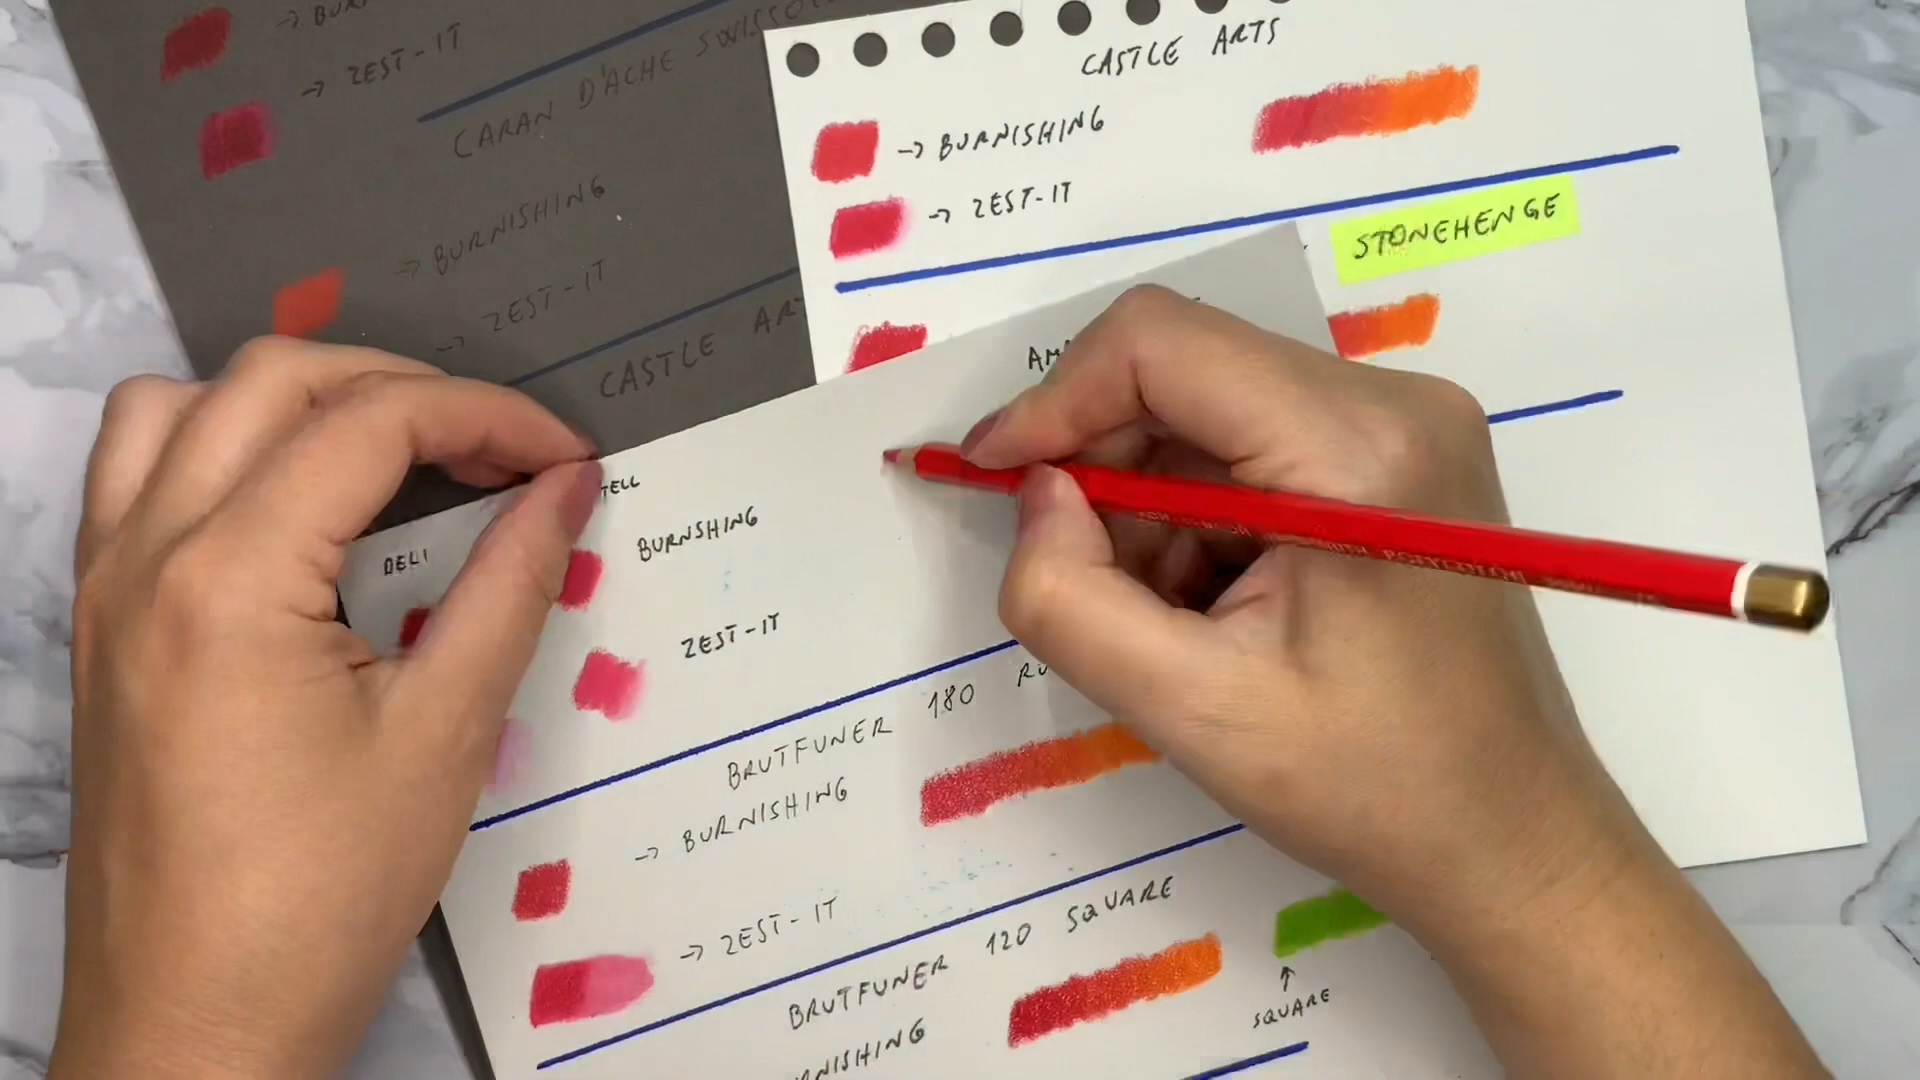 → ZEST-IT
CARAN D'ACHE
→ BURNISHING
→ ZEST-IT
CASTLE
CASTLE ARTS
→ BURNISHING
→ ZEST-IT
STONEHENGE
DELI
BURNSHING
ZEST-IT
BRUTFUNER 180
→ BURNISHING
→ ZEST-IT
BRUTFUNER 120 SQUARE
↑
SQUARE